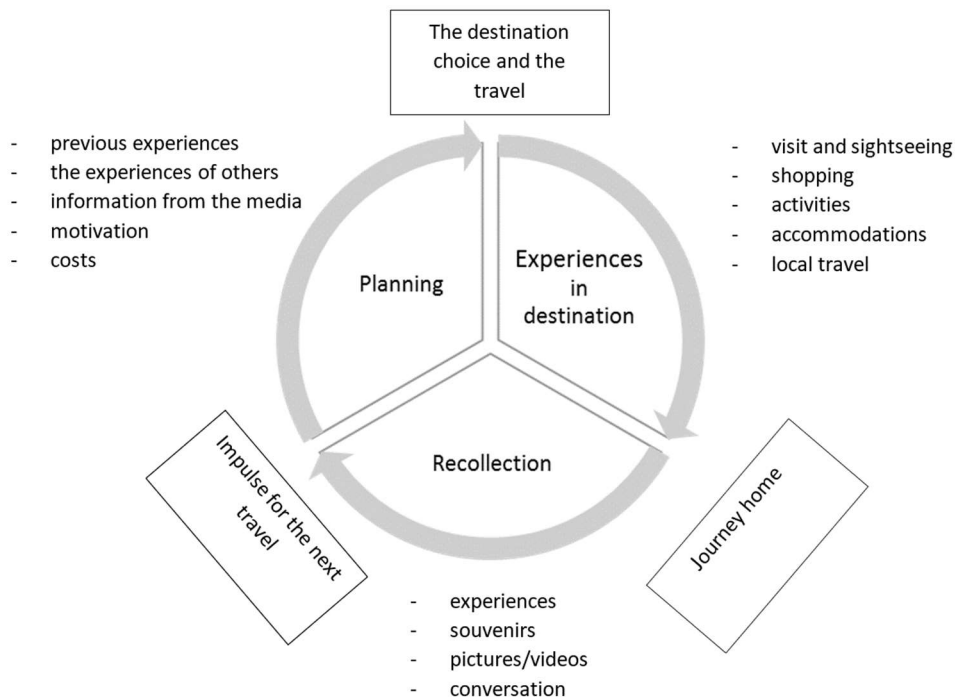 The destination
choice and the
travel
- previous experiences
- the experiences of others
- information from the media
- motivation
- costs
- visit and sightseeing
- shopping
- activities
- accommodations
- local travel
Planning
Experiences
in
destination
Recollection
Impulse for the next
travel
Journey home
- experiences
- souvenirs
- pictures/videos
- conversation